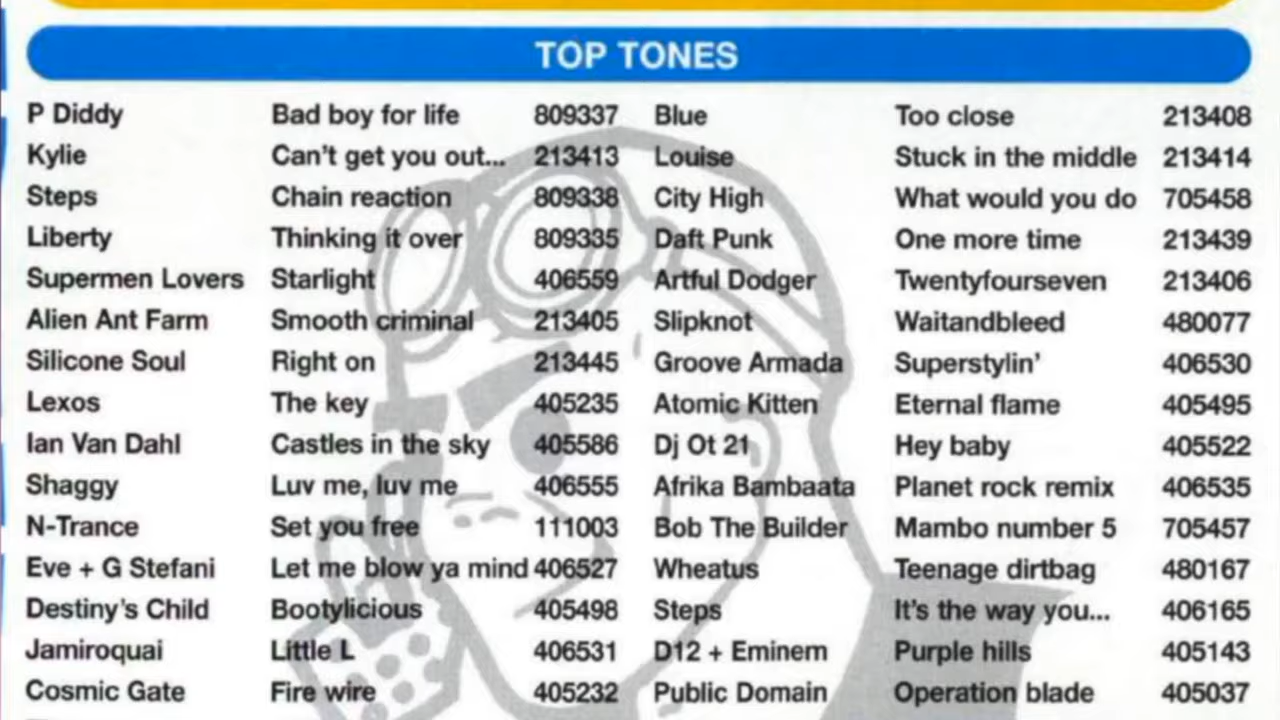 TOP TONES
P Diddy Bad boy for life 809337 Blue Too close 213408
Kylie Can't get you out... 213413 Louise Stuck in the middle 213414
Steps Chain reaction 809338 City High What would you do 705458
Liberty Thinking it over 809335 Daft Punk One more time 213439
Supermen Lovers Starlight 406559 Artful Dodger Twentyfourseven 213406
Alien Ant Farm Smooth criminal 213405 Slipknot Waitandbleed 480077
Silicone Soul Right on 213445 Groove Armada Superstylin' 406530
Lexos The key 405235 Atomic Kitten Eternal flame 405495
Ian Van Dahl Castles in the sky 405586 Dj Ot 21 Hey baby 405522
Shaggy Luv me, luv me 406555 Afrika Bambaata Planet rock remix 406535
N-Trance Set you free 111003 Bob The Builder Mambo number 5 705457
Eve + G Stefani Let me blow ya mind 406527 Wheatus Teenage dirtbag 480167
Destiny's Child Bootylicious 405498 Steps It's the way you... 406165
Jamiroquai Little L 406531 D12 + Eminem Purple hills 405143
Cosmic Gate Fire wire 405232 Public Domain Operation blade 405037